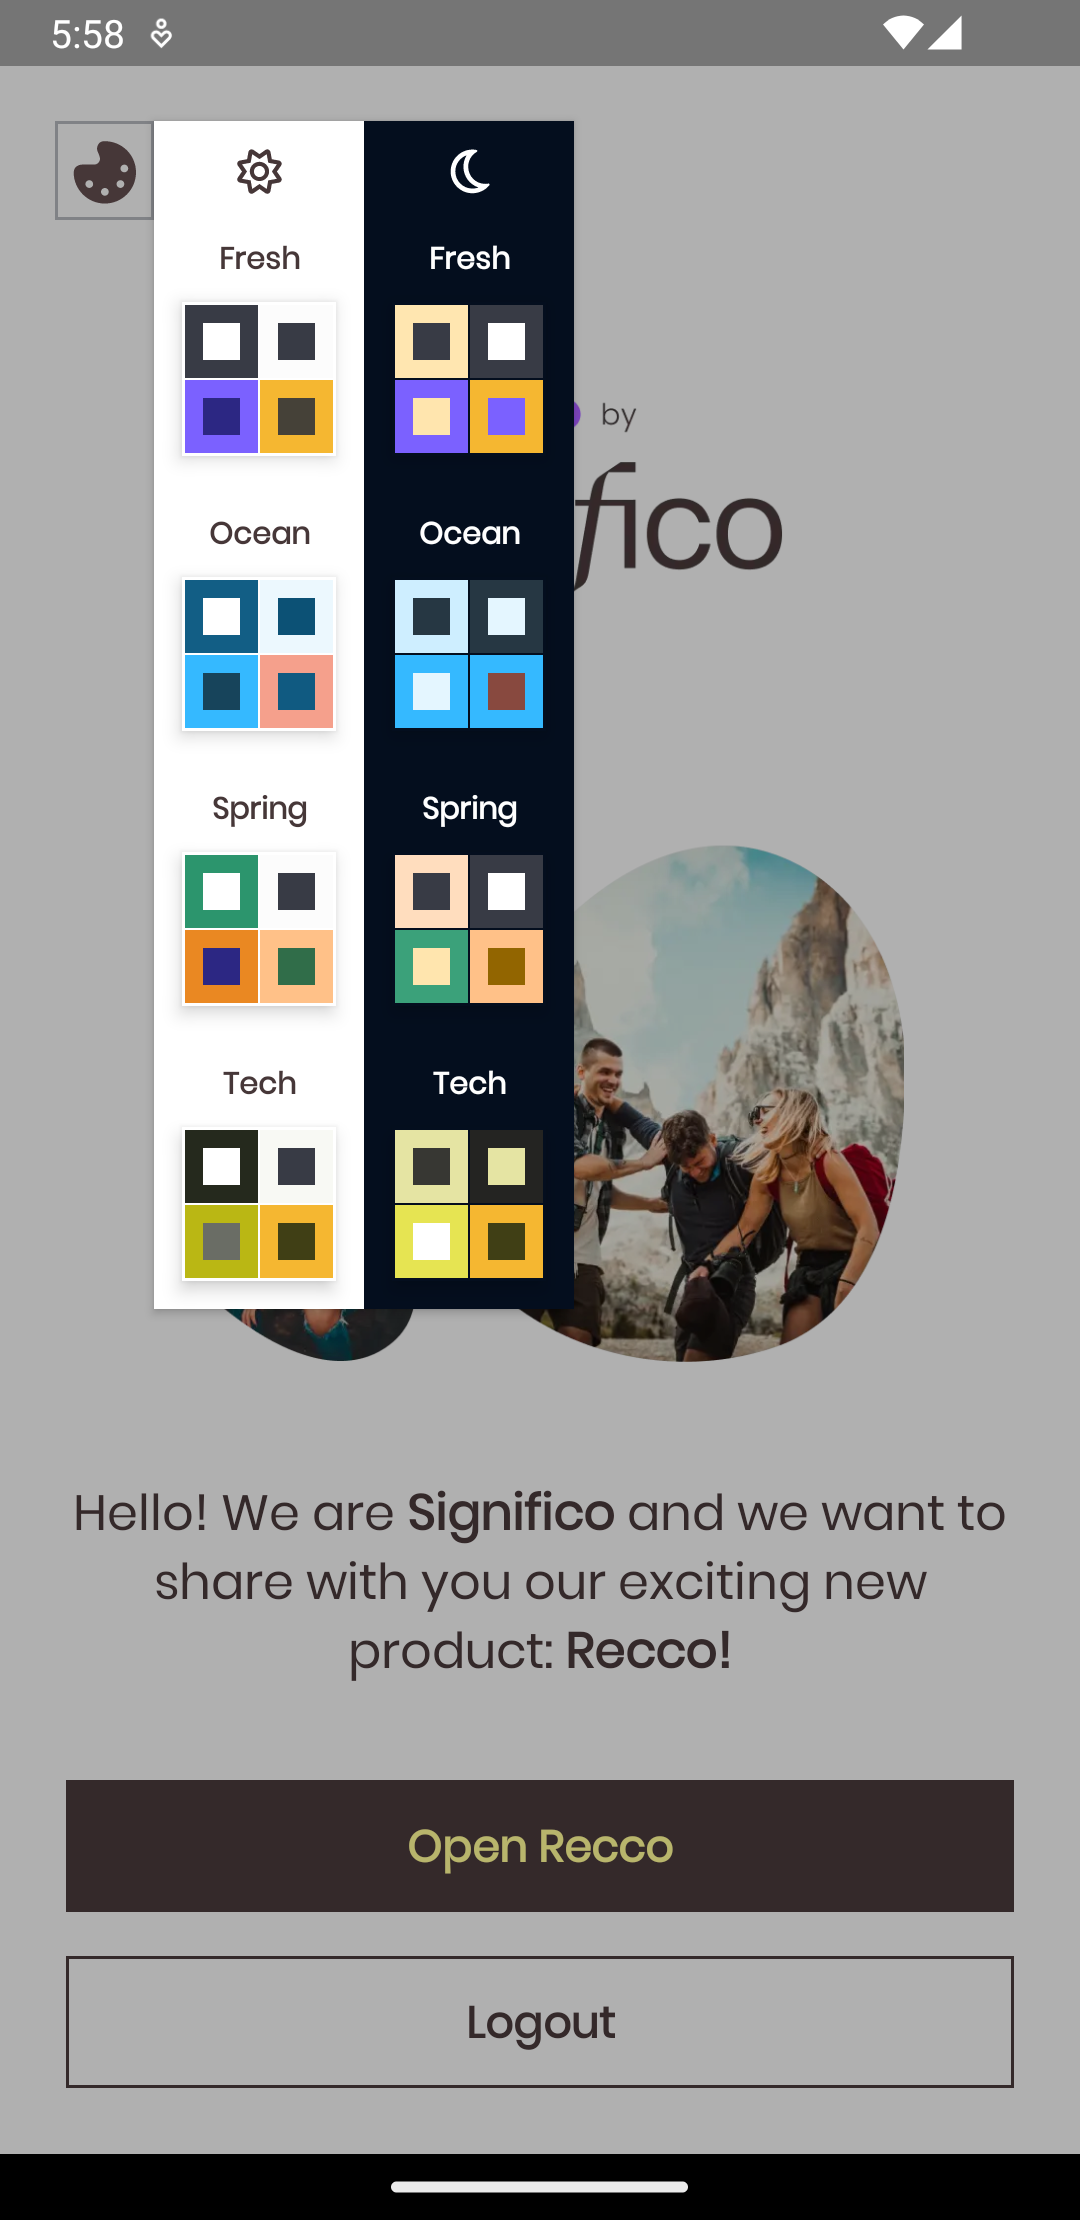 5:58
Fresh Fresh
by
fico
Ocean Ocean
Spring Spring
Tech Tech
Hello! We are Significo and we want to
share with you our exciting new
product: Recco!
Open Recco
Logout